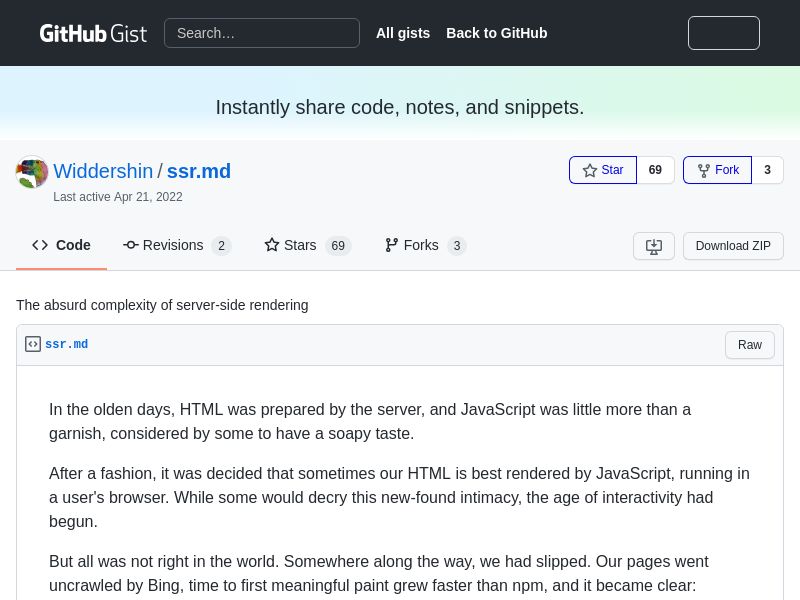 GitHub Gist Search… All gists Back to GitHub
Instantly share code, notes, and snippets.
Widdershin / ssr.md Star 69 Fork 3
Last active Apr 21, 2022
Code Revisions 2 Stars 69 Forks 3 Download ZIP
The absurd complexity of server-side rendering
ssr.md Raw
In the olden days, HTML was prepared by the server, and JavaScript was little more than a
garnish, considered by some to have a soapy taste.
After a fashion, it was decided that sometimes our HTML is best rendered by JavaScript, running in
a user's browser. While some would decry this new-found intimacy, the age of interactivity had
begun.
But all was not right in the world. Somewhere along the way, we had slipped. Our pages went
uncrawled by Bing, time to first meaningful paint grew faster than npm, and it became clear: